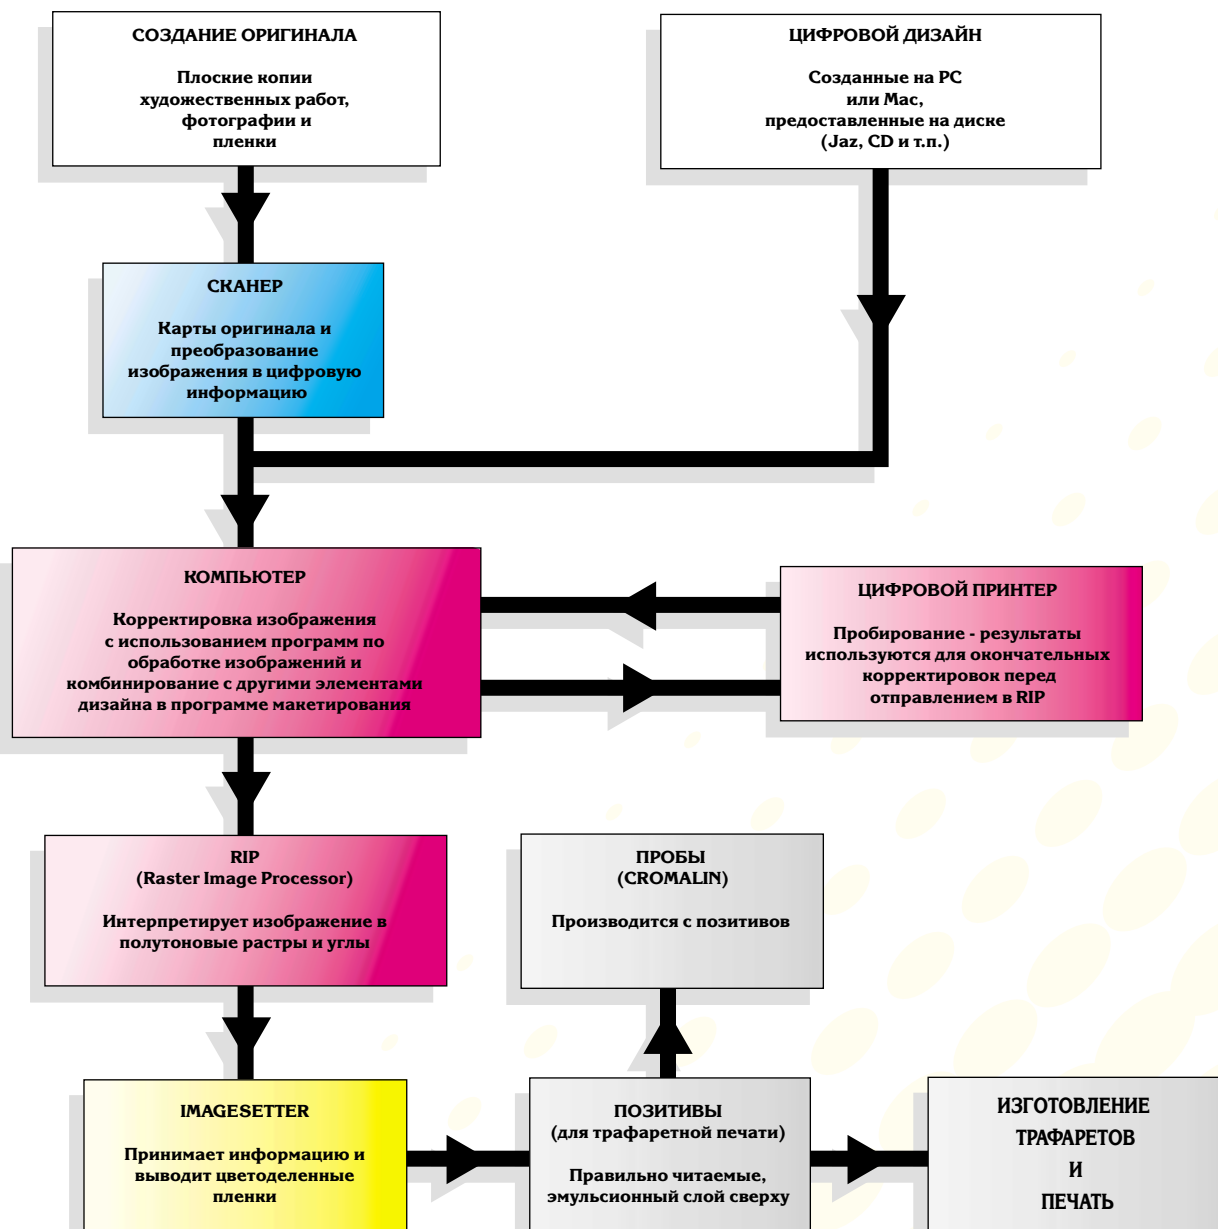 СОЗДАНИЕ ОРИГИНАЛА
Плоские копии
художественных работ,
фотографии и
пленки
ЦИФРОВОЙ ДИЗАЙН
Созданные на PC
или Mac,
предоставленные на диске
(Jaz, CD и т.п.)
СКАНЕР
Карты оригинала и
преобразование
изображения в цифровую
информацию
КОМПЬЮТЕР
Корректировка изображения
с использованием программ по
обработке изображений и
комбинирование с другими элементами
дизайна в программе макетирования
ЦИФРОВОЙ ПРИНТЕР
Пробирование - результаты
используются для окончательных
корректировок перед
отправлением в RIP
RIP
(Raster Image Processor)
Интерпретирует изображение в
полутоновые растры и углы
ПРОБЫ
(CROMALIN)
Производится с позитивов
IMAGESETTER
Принимает информацию и
выводит цветоделенные
пленки
ПОЗИТИВЫ
(для трафаретной печати)
Правильно читаемые,
эмульсионный слой сверху
ИЗГОТОВЛЕНИЕ
ТРАФАРЕТОВ
И
ПЕЧАТЬ